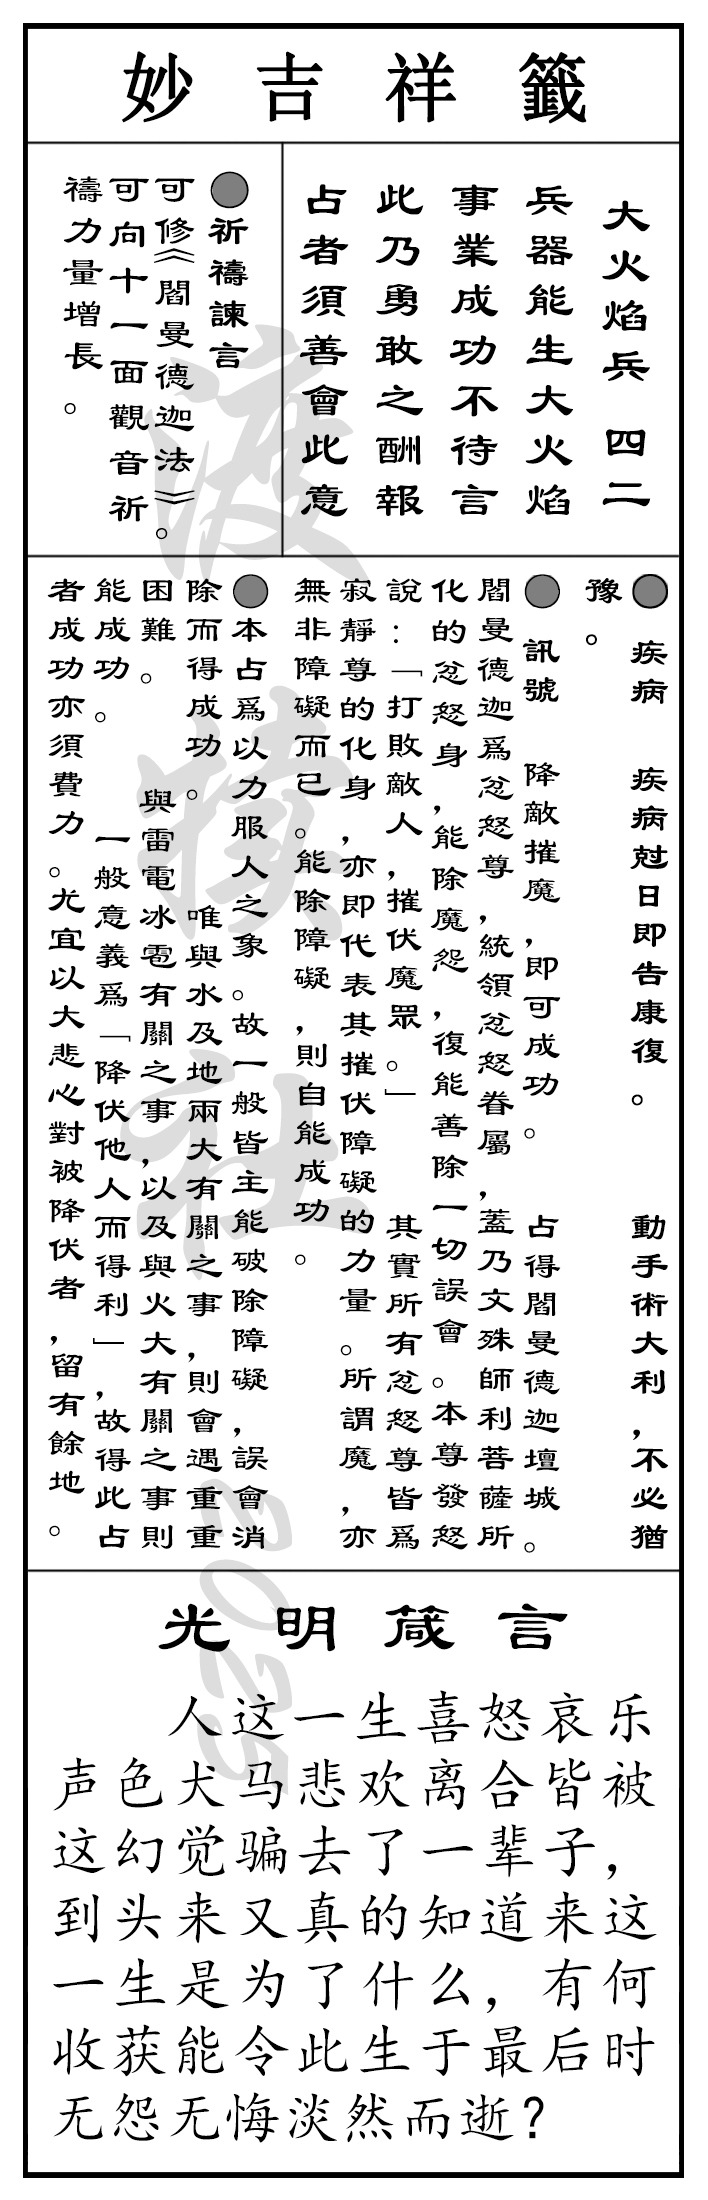 妙吉祥籤
大火焰兵 四二
兵器能生大火焰
事業成功不待言
此乃勇敢之酬報
占者須善會此意
●祈禱諫言
可修《閻曼德迦法》。
可向十一面觀音祈
禱力量增長。
●疾病 疾病尅日即告康復。 動手術大利，不必猶
豫。
●訊號 降敵摧魔，即可成功。 占得閻曼德迦壇城。
閻曼德迦爲忿怒尊，統領忿怒眷屬，蓋乃文殊師利菩薩所
化的忿怒身，能除魔怨，復能善除一切誤會。本尊發怒
說：「打敗敵人，摧伏魔眾。」 其實所有忿怒尊皆爲
寂靜尊的化身，亦即代表其摧伏障礙的力量。所謂魔，亦
無非障礙而已。能除障礙，則自能成功。
●本占爲以力服人之象。故一般皆主能破除障礙，誤會消
除而得成功。 唯與水及地兩大有關之事，則會遇重重
困難。 與雷電冰雹有關之事，以及與火大有關之事則
能成功。 一般意義爲「降伏他人而得利」，故得此占
者成功亦須費力。尤宜以大悲心對被降伏者，留有餘地。
光明箴言
人这一生喜怒哀乐
声色犬马悲欢离合皆被
这幻觉骗去了一辈子，
到头来又真的知道来这
一生是为了什么，有何
收获能令此生于最后时
无怨无悔淡然而逝？
渡犊社 2025